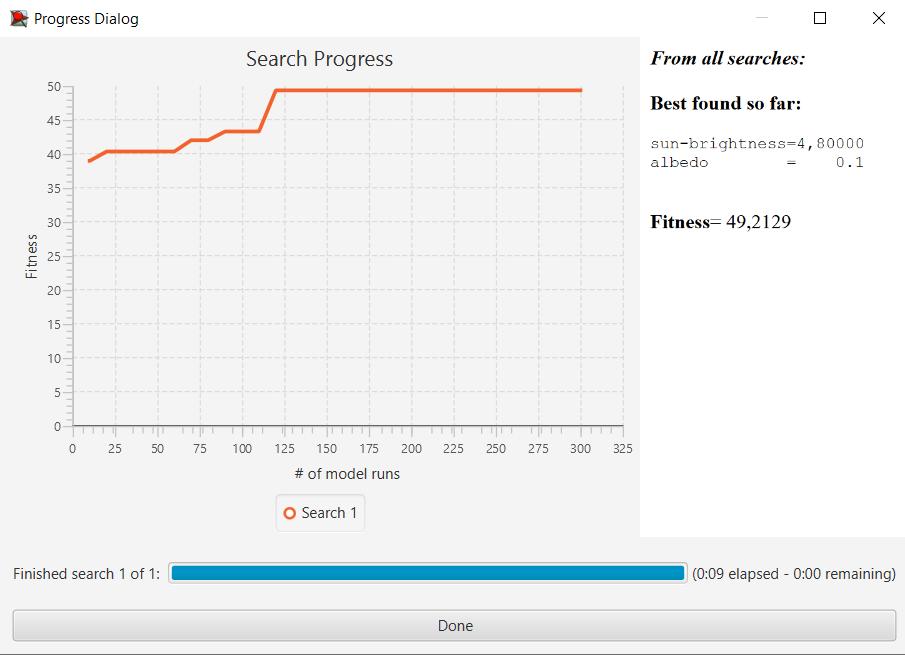 Progress Dialog
Search Progress
Fitness
50
45
40
35
30
25
20
15
10
5
0
0 25 50 75 100 125 150 175 200 225 250 275 300 325
# of model runs
Search 1
From all searches:
Best found so far:
sun-brightness=4,80000
albedo = 0.1
Fitness= 49,2129
Finished search 1 of 1: (0:09 elapsed - 0:00 remaining)
Done